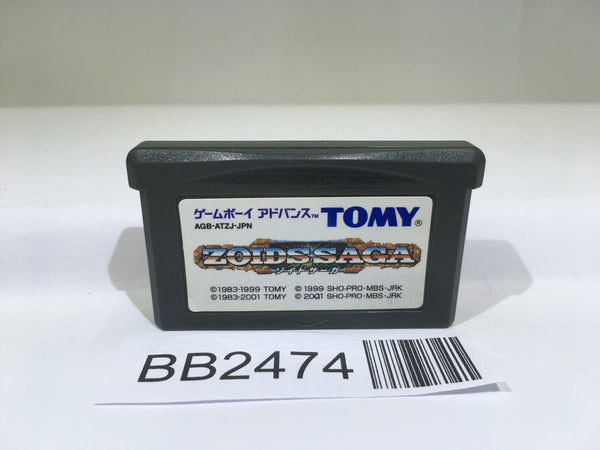 ゲームボーイ アドバンス™ TOMY®
AGB-ATZJ-JPN
ZOIDS SAGA
ゾイドサーガ
©1983-1999 TOMY © 1999 SHO-PRO・MBS・JRK
©1983-2001 TOMY © 2001 SHO-PRO・MBS・JRK
BB2474